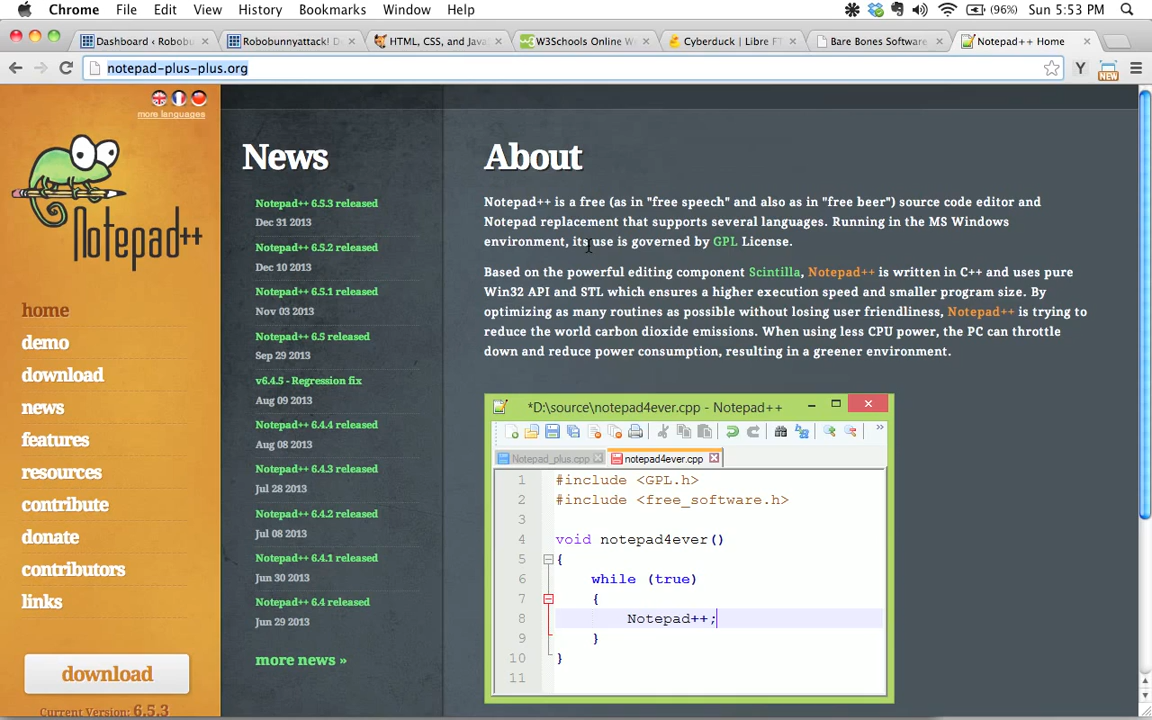 Chrome File Edit View History Bookmarks Window Help (96%) Sun 5:53 PM
Dashboard ‹ Robobu
Robobunnyattack!
HTML, CSS, and Java
W3Schools Online W
Cyberduck | Libre FT
Bare Bones Software
Notepad++ Home
notepad-plus-plus.org
Y
NEW
more languages
Notepad++
home
demo
download
news
features
resources
contribute
donate
contributors
links
download
Current Version: 6.5.3
News
Notepad++ 6.5.3 released
Dec 31 2013
Notepad++ 6.5.2 released
Dec 10 2013
Notepad++ 6.5.1 released
Nov 03 2013
Notepad++ 6.5 released
Sep 29 2013
v6.4.5 - Regression fix
Aug 09 2013
Notepad++ 6.4.4 released
Aug 08 2013
Notepad++ 6.4.3 released
Jul 28 2013
Notepad++ 6.4.2 released
Jul 08 2013
Notepad++ 6.4.1 released
Jun 30 2013
Notepad++ 6.4 released
Jun 29 2013
more news »
About
Notepad++ is a free (as in "free speech" and also as in "free beer") source code editor and
Notepad replacement that supports several languages. Running in the MS Windows
environment, its use is governed by GPL License.
Based on the powerful editing component Scintilla, Notepad++ is written in C++ and uses pure
Win32 API and STL which ensures a higher execution speed and smaller program size. By
optimizing as many routines as possible without losing user friendliness, Notepad++ is trying to
reduce the world carbon dioxide emissions. When using less CPU power, the PC can throttle
down and reduce power consumption, resulting in a greener environment.
*D:\source\notepad4ever.cpp - Notepad++
Notepad_plus.cpp notepad4ever.cpp
1 #include <GPL.h>
2 #include <free_software.h>
3
4 void notepad4ever()
5 {
6 while (true)
7 {
8 Notepad++;
9 }
10 }
11